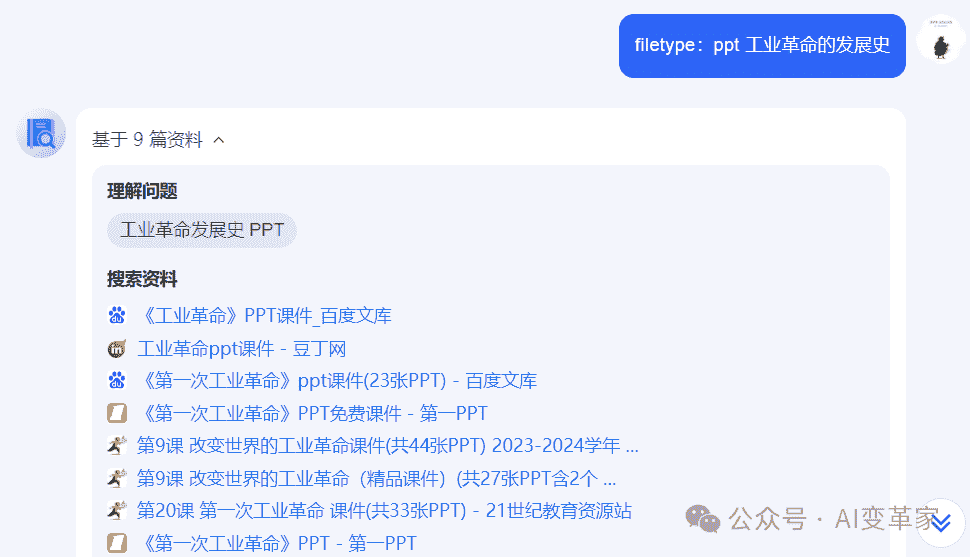 filetype：ppt 工业革命的发展史
基于 9 篇资料
理解问题
工业革命发展史 PPT
搜索资料
《工业革命》PPT课件_百度文库
工业革命ppt课件 - 豆丁网
《第一次工业革命》ppt课件(23张PPT) - 百度文库
《第一次工业革命》PPT免费课件 - 第一PPT
第9课 改变世界的工业革命课件(共44张PPT) 2023-2024学年 ...
第9课 改变世界的工业革命（精品课件）(共27张PPT含2个 ...
第20课 第一次工业革命 课件(共33张PPT) - 21世纪教育资源站
《第一次工业革命》PPT - 第一PPT
公众号 · AI变革家